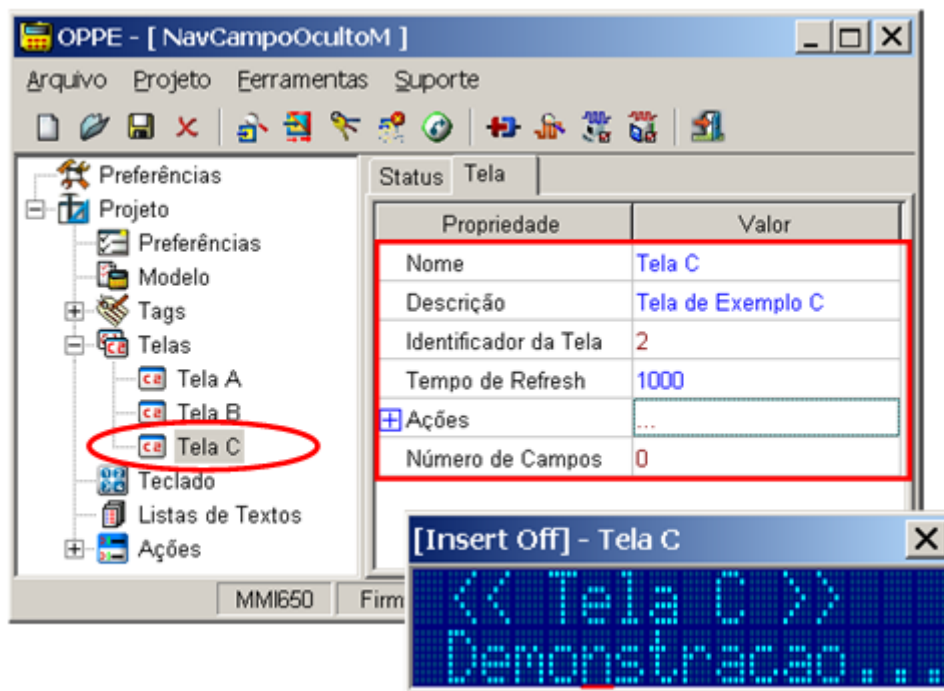 OPPE - [ NavCampoOcultoM ]
Arquivo Projeto Ferramentas Suporte
Preferências
Projeto
Preferências
Modelo
Tags
Telas
Tela A
Tela B
Tela C
Teclado
Listas de Textos
Ações
Status Tela
Propriedade Valor
Nome Tela C
Descrição Tela de Exemplo C
Identificador da Tela 2
Tempo de Refresh 1000
Ações ...
Número de Campos 0
MMI650 Firm
[Insert Off] - Tela C
<< Tela C >>
Demonstracao...